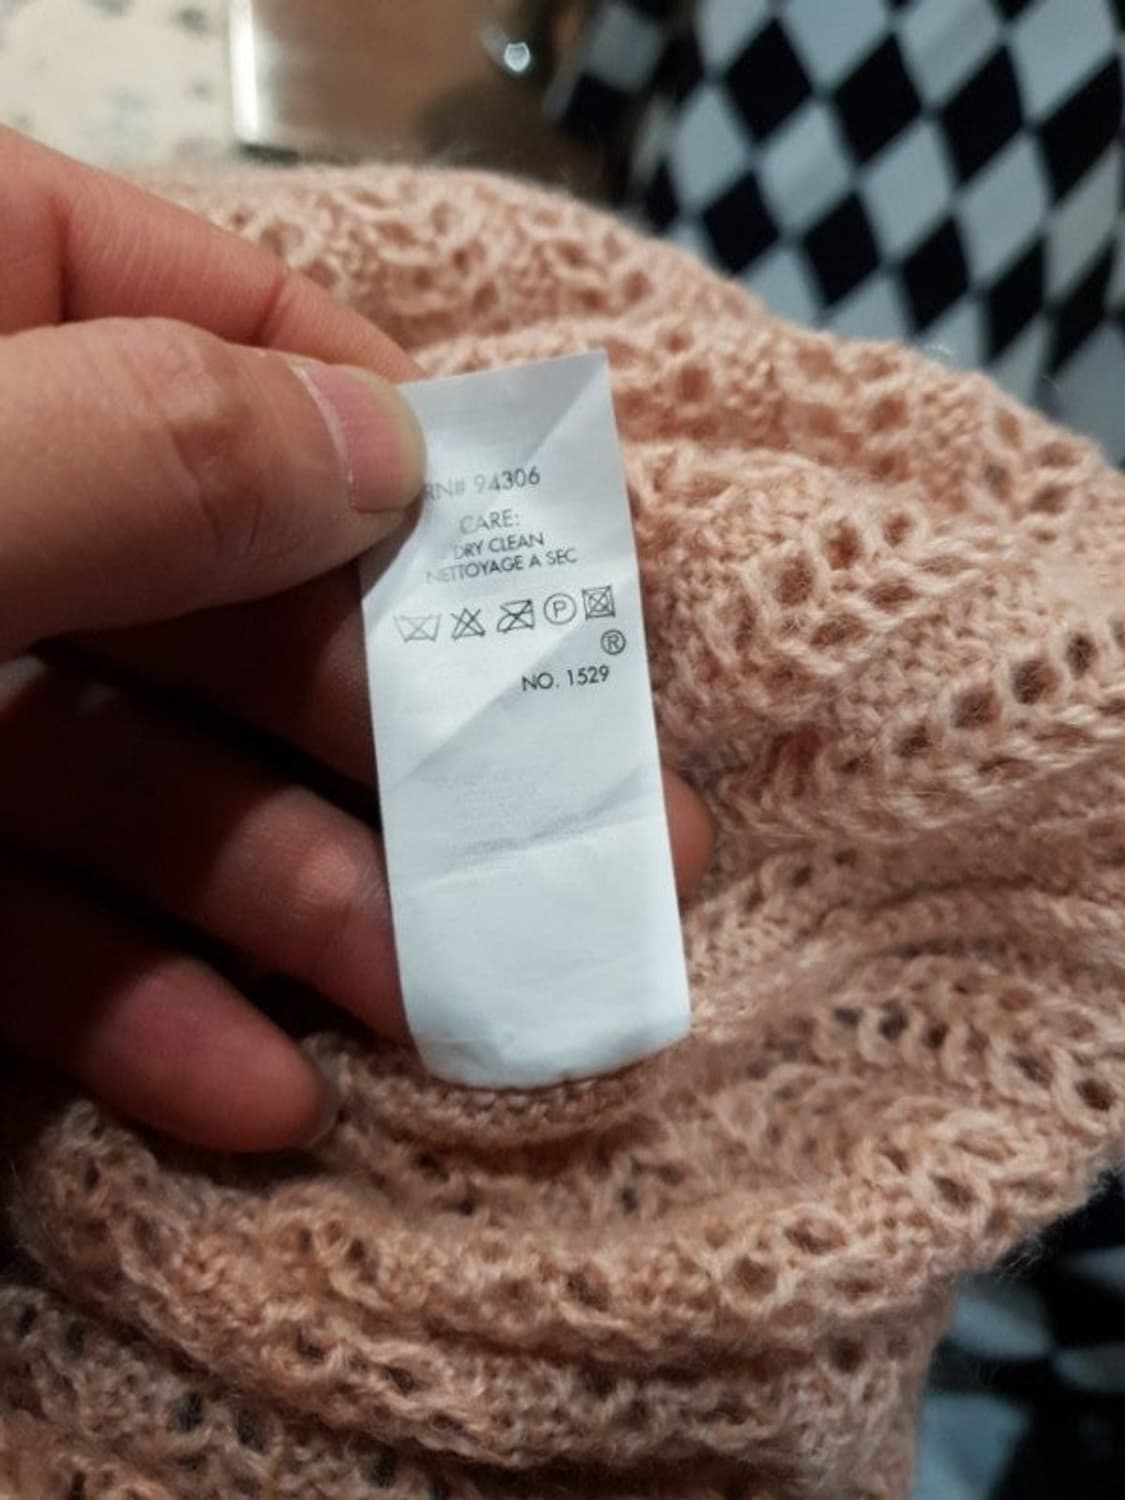 RN# 94306
CARE:
DRY CLEAN
NETTOYAGE A SEC
P
®
NO. 1529